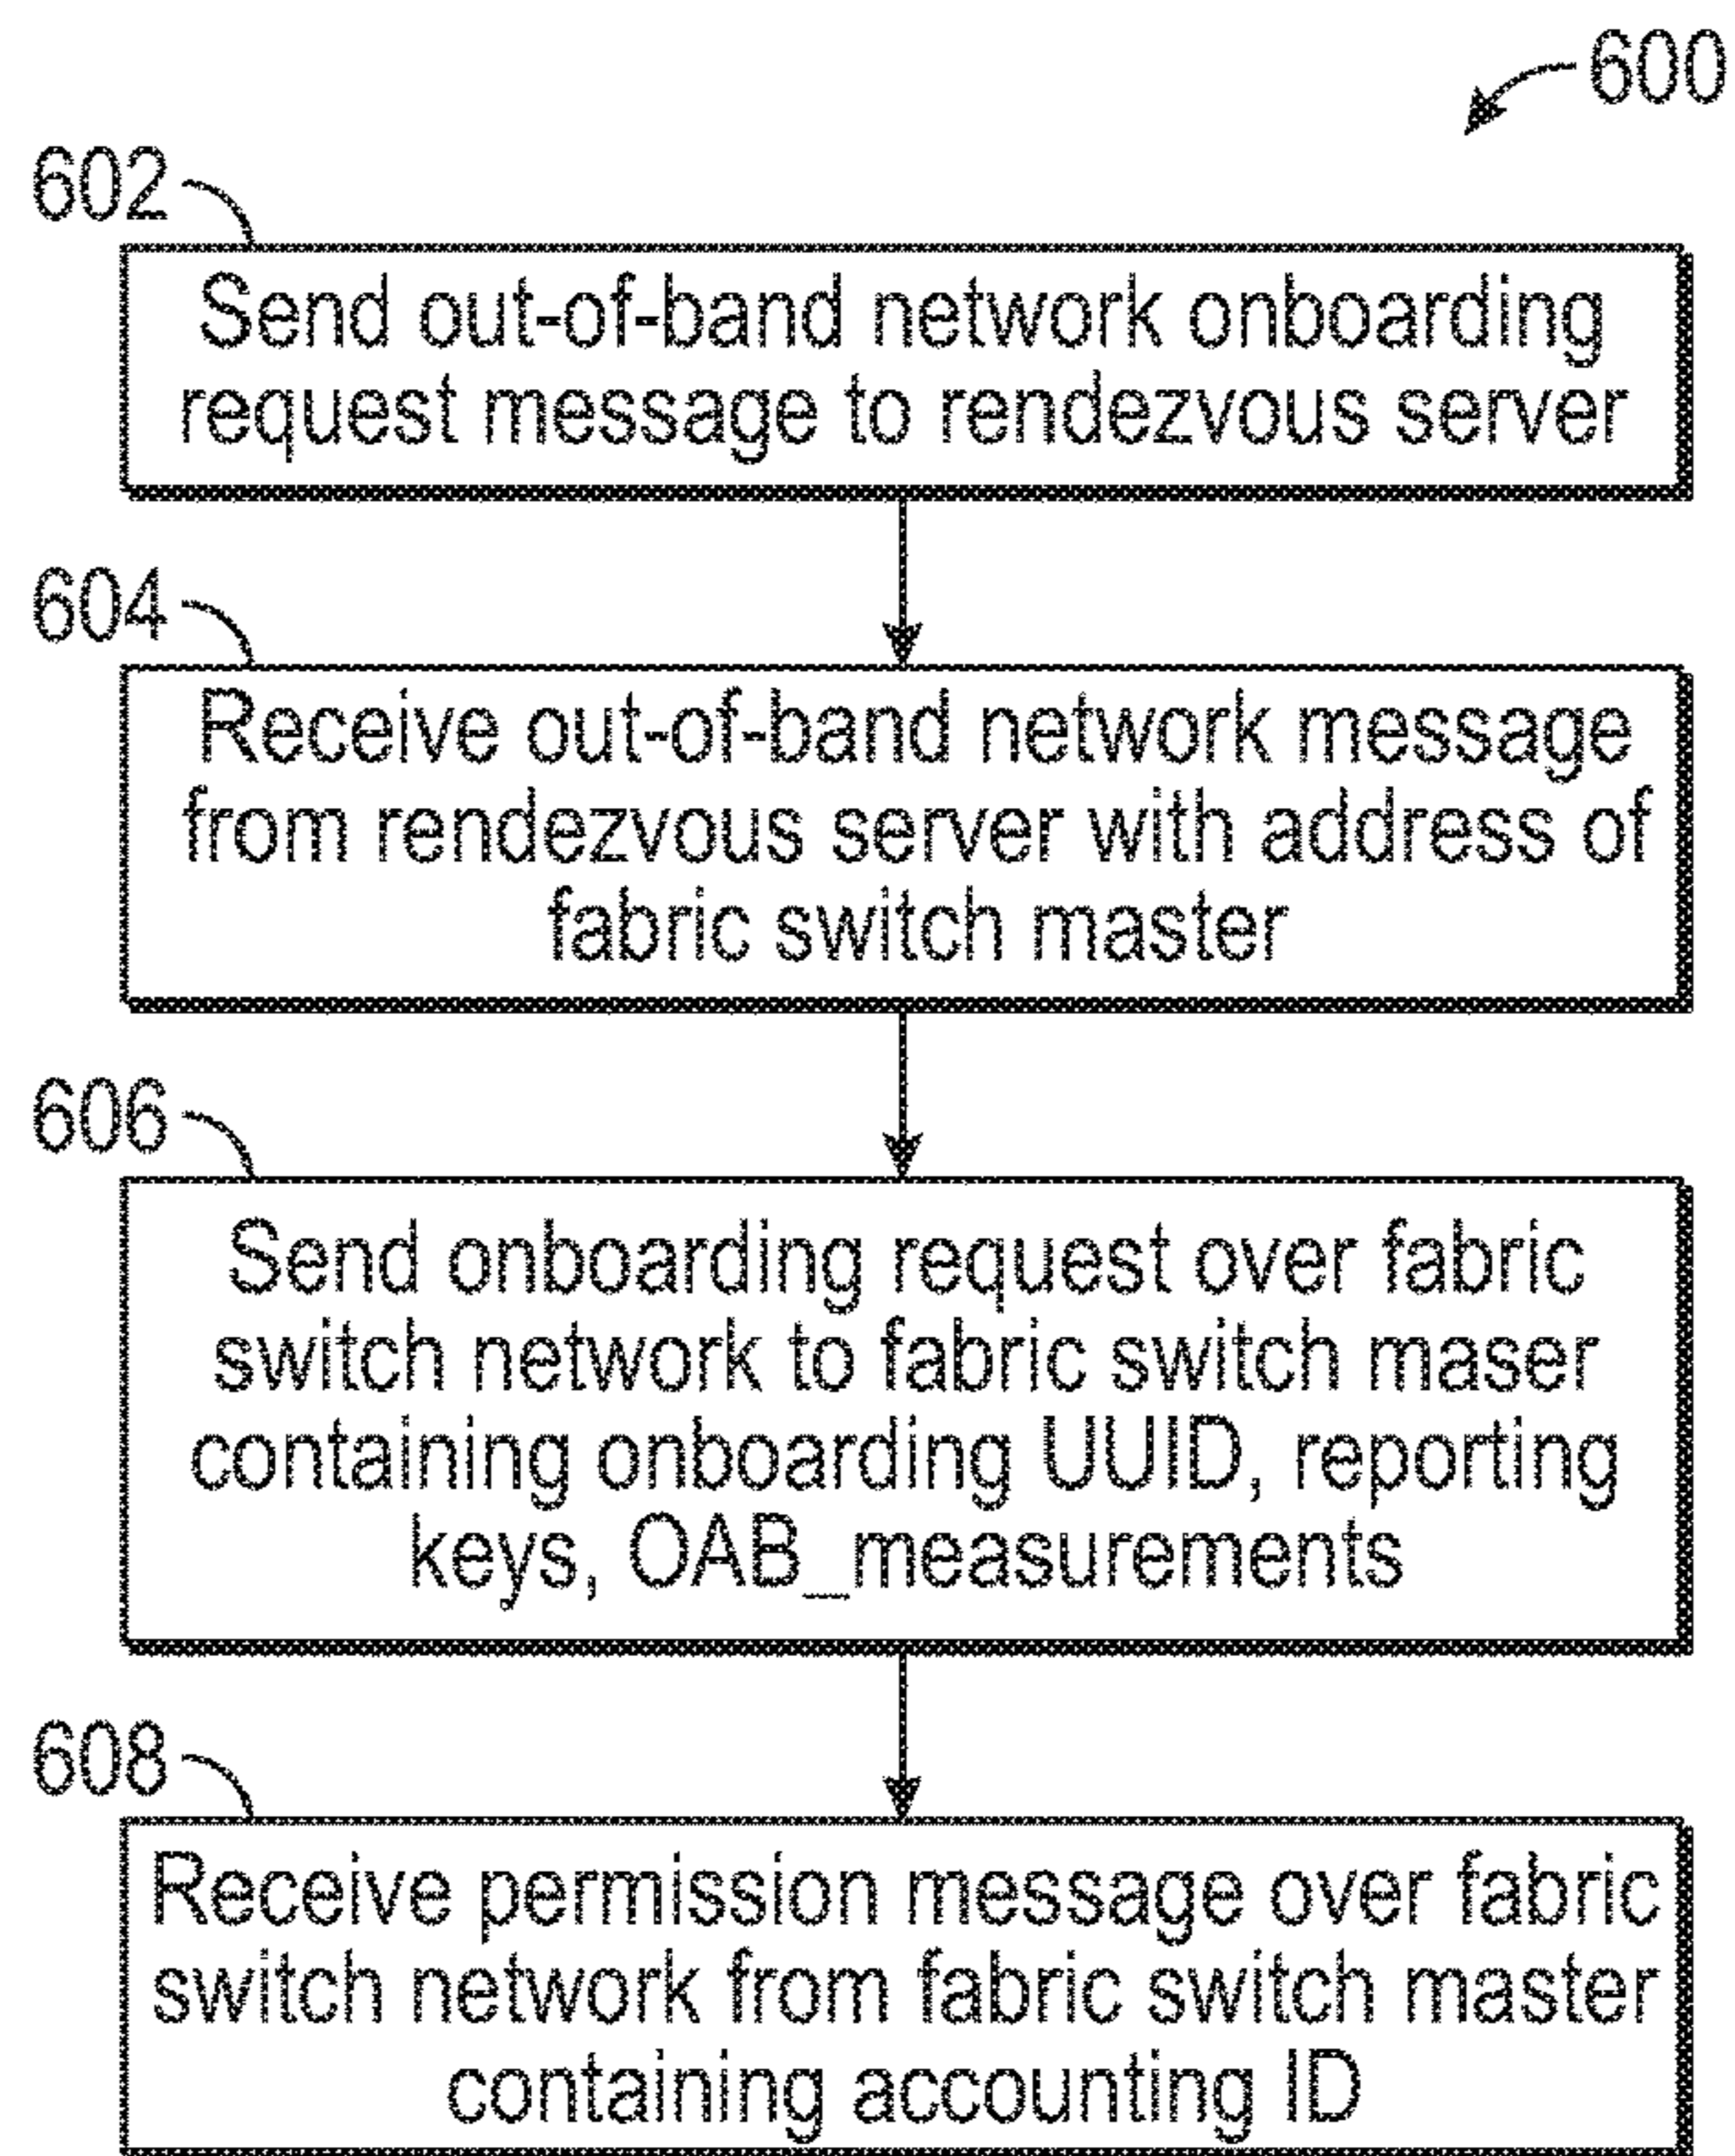 600
602
Send out-of-band network onboarding
request message to rendezvous server
604
Receive out-of-band network message
from rendezvous server with address of
fabric switch master
606
Send onboarding request over fabric
switch network to fabric switch maser
containing onboarding UUID, reporting
keys, OAB_measurements
608
Receive permission message over fabric
switch network from fabric switch master
containing accounting ID